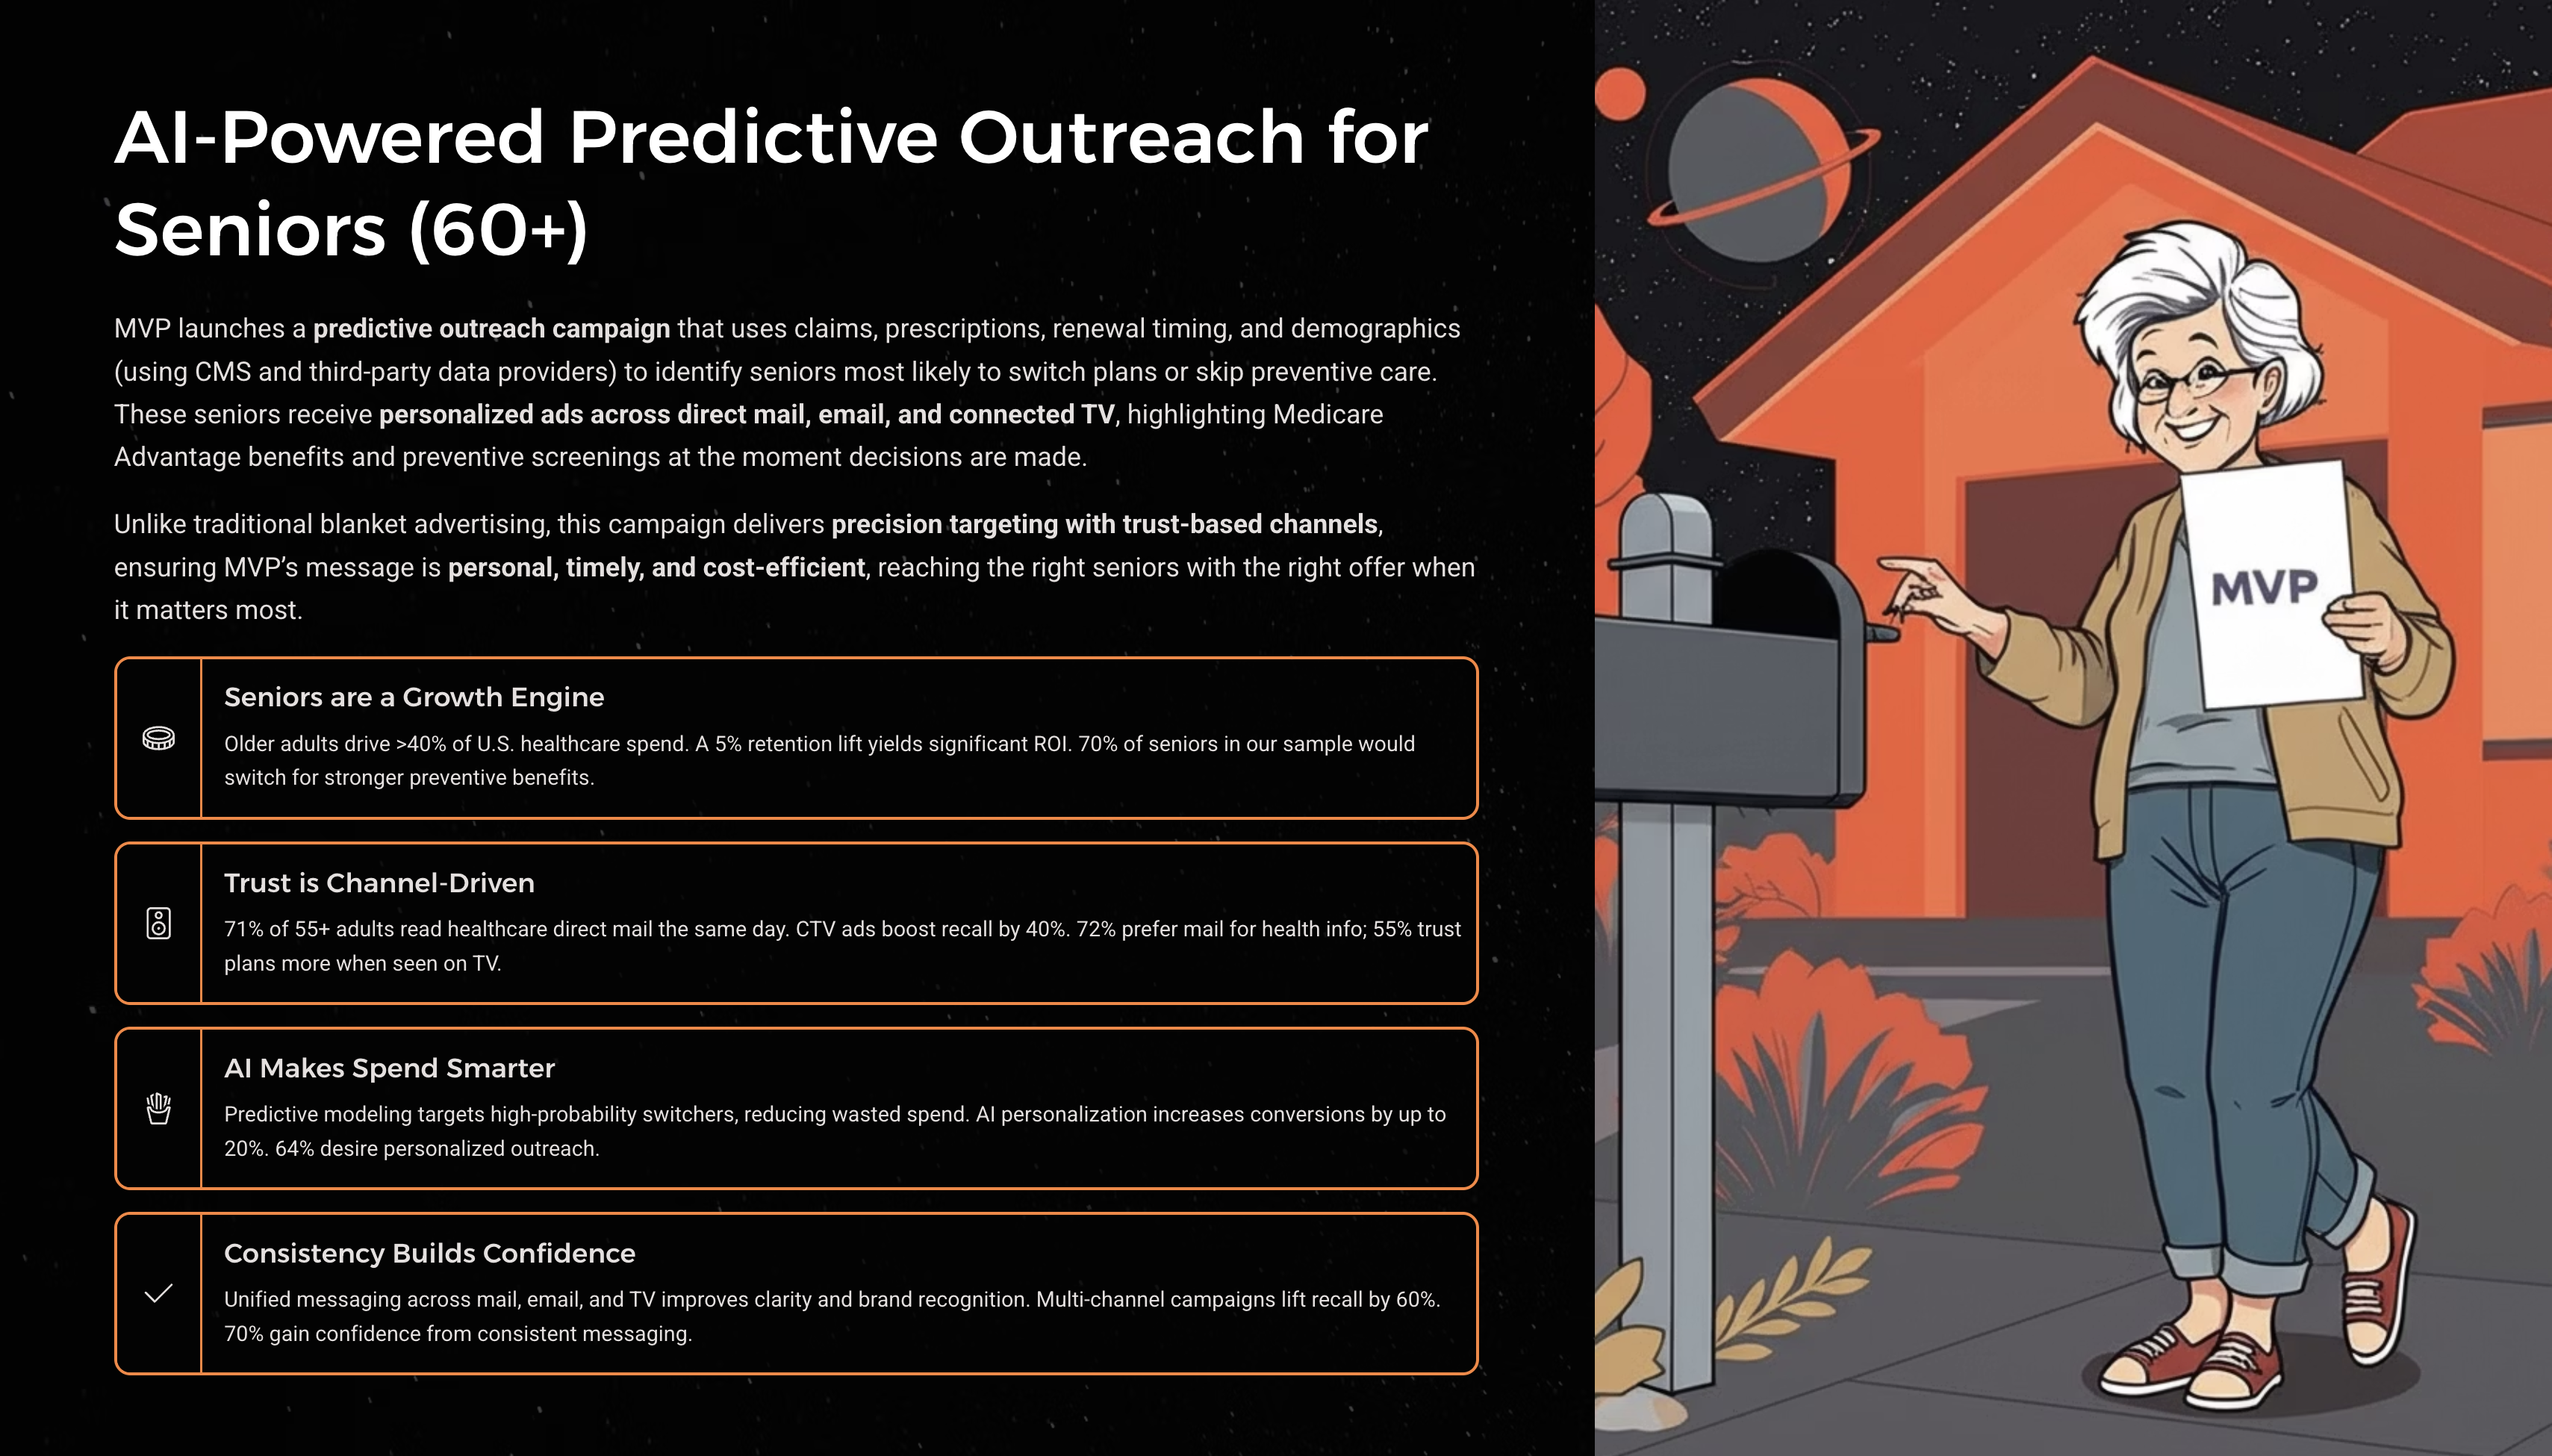 AI-Powered Predictive Outreach for
Seniors (60+)
MVP launches a predictive outreach campaign that uses claims, prescriptions, renewal timing, and demographics
(using CMS and third-party data providers) to identify seniors most likely to switch plans or skip preventive care.
These seniors receive personalized ads across direct mail, email, and connected TV, highlighting Medicare
Advantage benefits and preventive screenings at the moment decisions are made.
Unlike traditional blanket advertising, this campaign delivers precision targeting with trust-based channels,
ensuring MVP’s message is personal, timely, and cost-efficient, reaching the right seniors with the right offer when
it matters most.
Seniors are a Growth Engine
Older adults drive >40% of U.S. healthcare spend. A 5% retention lift yields significant ROI. 70% of seniors in our sample would
switch for stronger preventive benefits.
Trust is Channel-Driven
71% of 55+ adults read healthcare direct mail the same day. CTV ads boost recall by 40%. 72% prefer mail for health info; 55% trust
plans more when seen on TV.
AI Makes Spend Smarter
Predictive modeling targets high-probability switchers, reducing wasted spend. AI personalization increases conversions by up to
20%. 64% desire personalized outreach.
Consistency Builds Confidence
Unified messaging across mail, email, and TV improves clarity and brand recognition. Multi-channel campaigns lift recall by 60%.
70% gain confidence from consistent messaging.
MVP